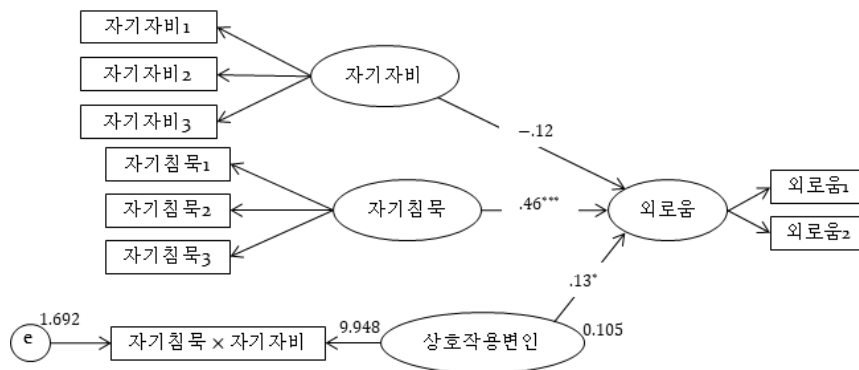 자기자비1
자기자비2
자기자비3
자기자비
−.12
자기침묵1
자기침묵2
자기침묵3
자기침묵
.46***
외로움
외로움1
외로움2
.13*
e
1.692
자기침묵 × 자기자비
9.948
상호작용변인
0.105